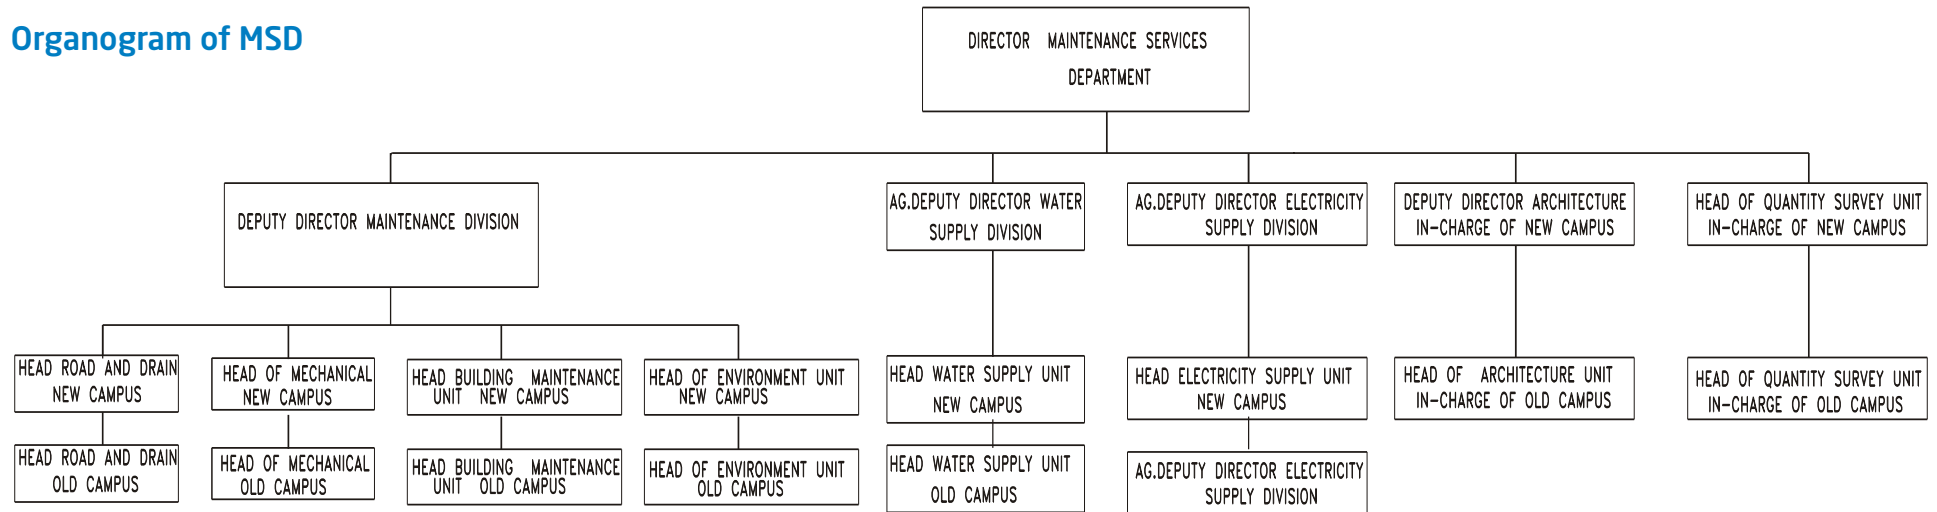 Organogram of MSD
DIRECTOR MAINTENANCE SERVICES
DEPARTMENT
DEPUTY DIRECTOR MAINTENANCE DIVISION
AG.DEPUTY DIRECTOR WATER
SUPPLY DIVISION
AG.DEPUTY DIRECTOR ELECTRICITY
SUPPLY DIVISION
DEPUTY DIRECTOR ARCHITECTURE
IN-CHARGE OF NEW CAMPUS
HEAD OF QUANTITY SURVEY UNIT
IN-CHARGE OF NEW CAMPUS
HEAD ROAD AND DRAIN
NEW CAMPUS
HEAD OF MECHANICAL
NEW CAMPUS
HEAD BUILDING MAINTENANCE
UNIT NEW CAMPUS
HEAD OF ENVIRONMENT UNIT
NEW CAMPUS
HEAD WATER SUPPLY UNIT
NEW CAMPUS
HEAD ELECTRICITY SUPPLY UNIT
NEW CAMPUS
HEAD OF ARCHITECTURE UNIT
IN-CHARGE OF OLD CAMPUS
HEAD OF QUANTITY SURVEY UNIT
IN-CHARGE OF OLD CAMPUS
HEAD ROAD AND DRAIN
OLD CAMPUS
HEAD OF MECHANICAL
OLD CAMPUS
HEAD BUILDING MAINTENANCE
UNIT OLD CAMPUS
HEAD OF ENVIRONMENT UNIT
OLD CAMPUS
HEAD WATER SUPPLY UNIT
OLD CAMPUS
AG.DEPUTY DIRECTOR ELECTRICITY
SUPPLY DIVISION